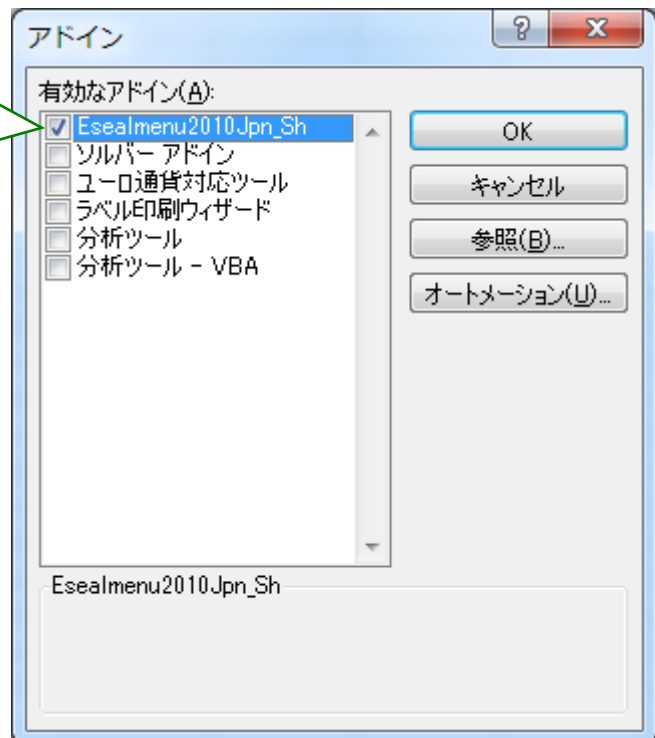 アドイン
有効なアドイン(A):
Esealmenu2010Jpn_Sh
ソルバー アドイン
ユーロ通貨対応ツール
ラベル印刷ウィザード
分析ツール
分析ツール - VBA
OK
キャンセル
参照(B)...
オートメーション(U)...
Esealmenu2010Jpn_Sh